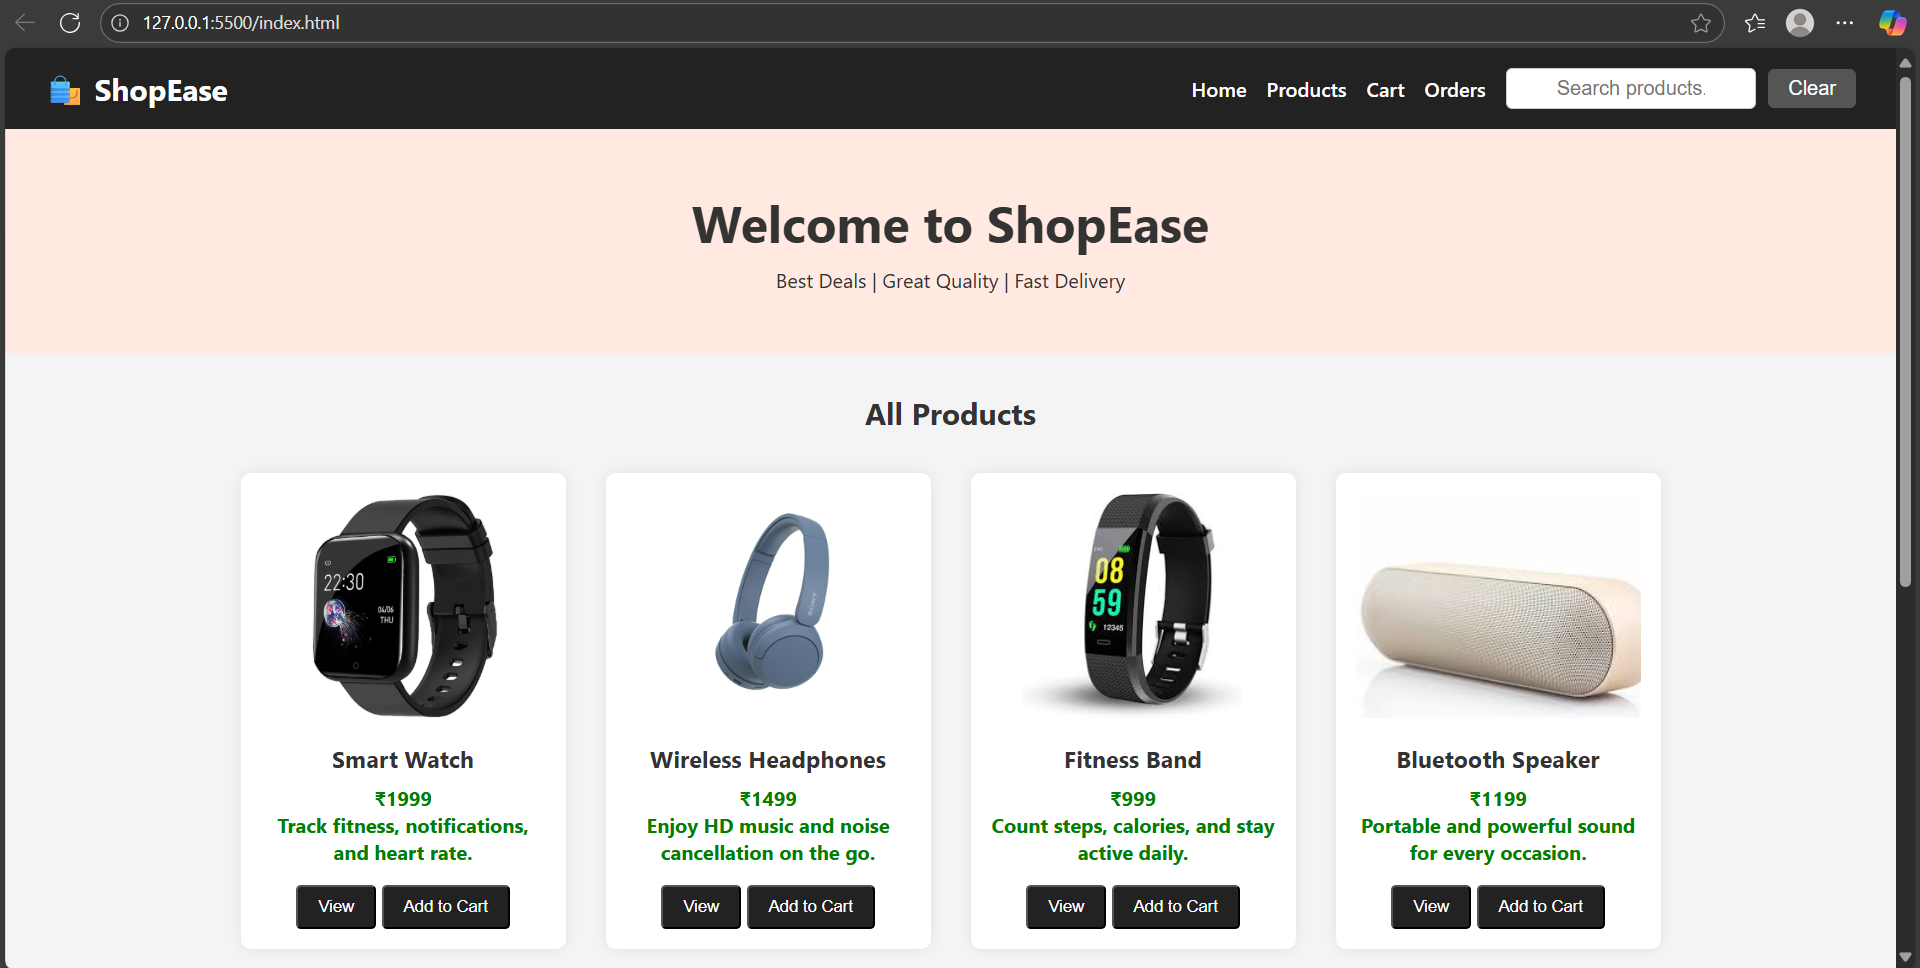 127.0.0.1:5500/index.html
ShopEase
Home Products Cart Orders Search products. Clear
Welcome to ShopEase
Best Deals | Great Quality | Fast Delivery
All Products
22:30
04/06
THU
SONY
08
59
12345
Smart Watch
₹1999
Track fitness, notifications,
and heart rate.
View Add to Cart
Wireless Headphones
₹1499
Enjoy HD music and noise
cancellation on the go.
View Add to Cart
Fitness Band
₹999
Count steps, calories, and stay
active daily.
View Add to Cart
Bluetooth Speaker
₹1199
Portable and powerful sound
for every occasion.
View Add to Cart